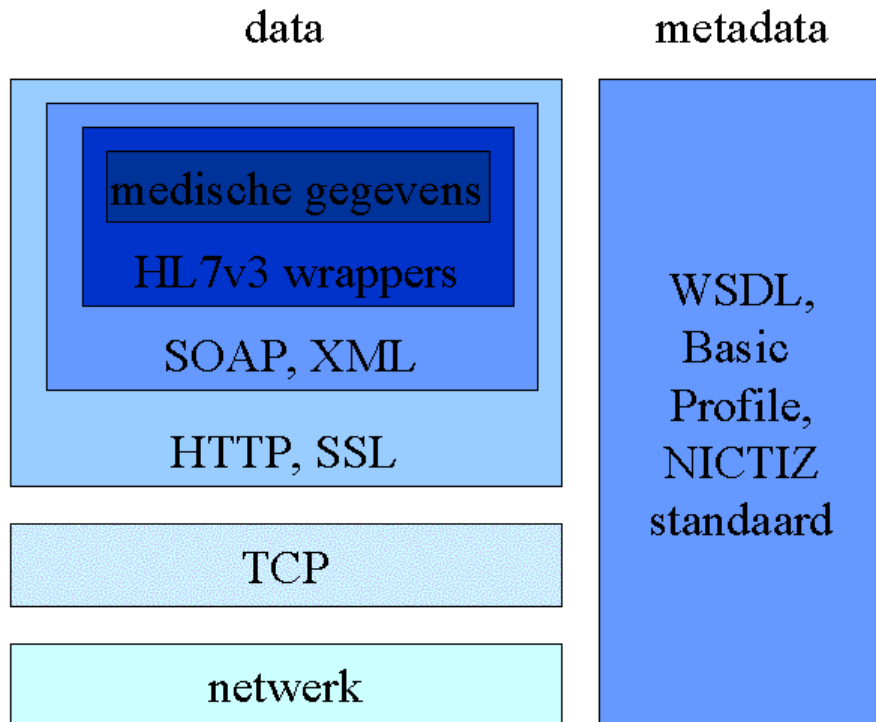 data
metadata
medische gegevens
HL7v3 wrappers
SOAP, XML
HTTP, SSL
TCP
netwerk
WSDL,
Basic
Profile,
NICTIZ
standaard